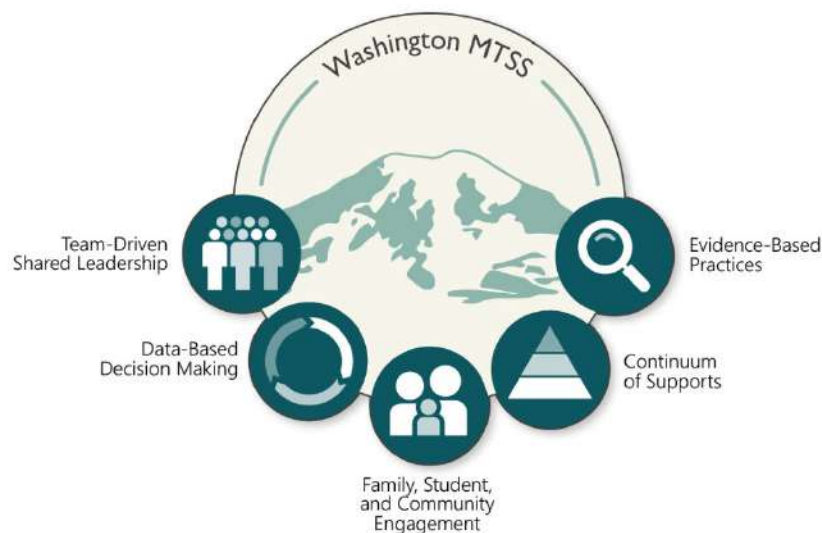 Washington MTSS
Team-Driven
Shared Leadership
Data-Based
Decision Making
Family, Student,
and Community
Engagement
Continuum
of Supports
Evidence-Based
Practices